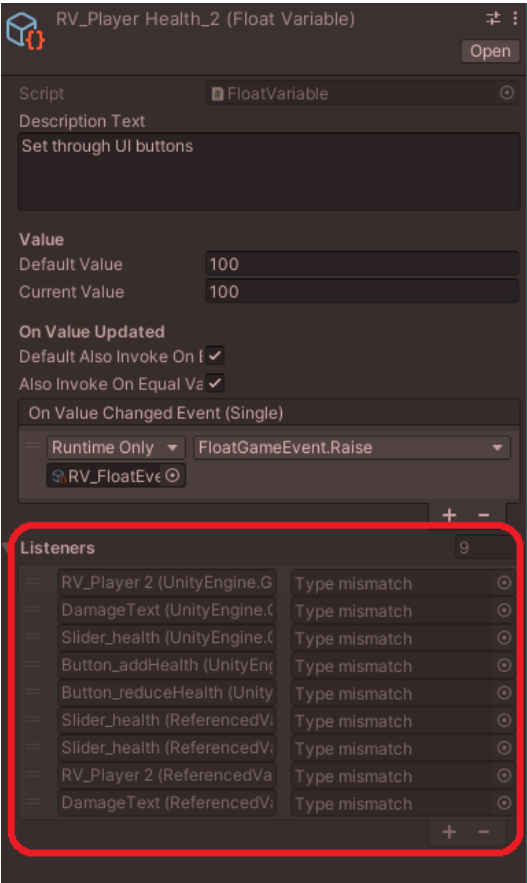 RV_Player Health_2 (Float Variable)
Open
Script FloatVariable
Description Text
Set through UI buttons
Value
Default Value 100
Current Value 100
On Value Updated
Default Also Invoke On E
Also Invoke On Equal Va
On Value Changed Event (Single)
Runtime Only FloatGameEvent.Raise
RV_FloatEve
+ −
Listeners 9
RV_Player 2 (UnityEngine.G Type mismatch
DamageText (UnityEngine.G Type mismatch
Slider_health (UnityEngine.G Type mismatch
Button_addHealth (UnityEng Type mismatch
Button_reduceHealth (Unity Type mismatch
Slider_health (ReferencedVa Type mismatch
Slider_health (ReferencedVa Type mismatch
RV_Player 2 (ReferencedVa Type mismatch
DamageText (ReferencedVa Type mismatch
+ −